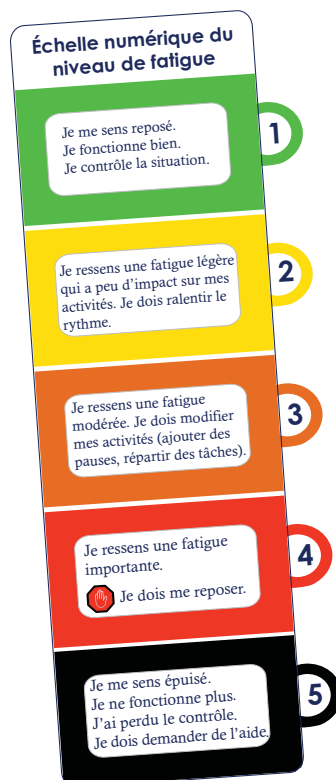 Échelle numérique du
niveau de fatigue
Je me sens reposé.
Je fonctionne bien.
Je contrôle la situation.
1
Je ressens une fatigue légère
qui a peu d'impact sur mes
activités. Je dois ralentir le
rythme.
2
Je ressens une fatigue
modérée. Je dois modifier
mes activités (ajouter des
pauses, répartir des tâches).
3
Je ressens une fatigue
importante.
Je dois me reposer.
4
Je me sens épuisé.
Je ne fonctionne plus.
J'ai perdu le contrôle.
Je dois demander de l'aide.
5